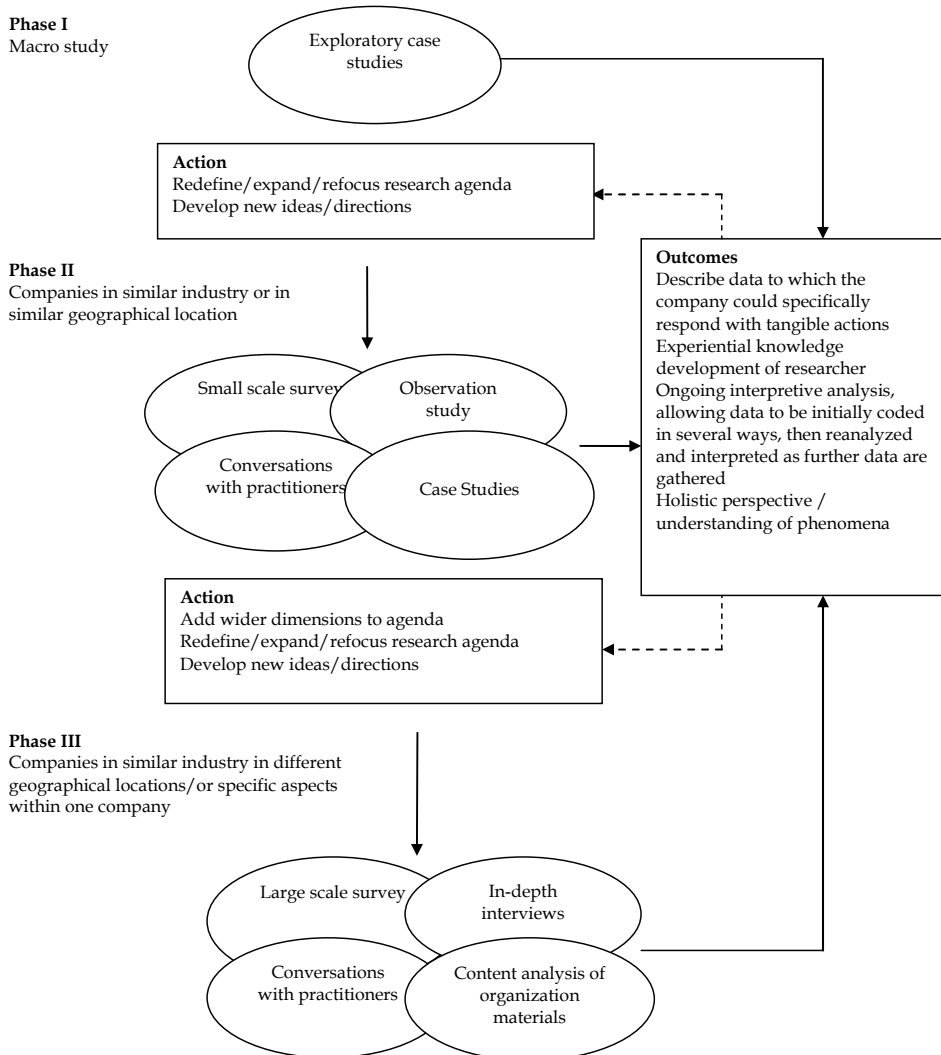 Phase I
Macro study
Exploratory case
studies
Action
Redefine/expand/refocus research agenda
Develop new ideas/directions
Phase II
Companies in similar industry or in
similar geographical location
Outcomes
Describe data to which the
company could specifically
respond with tangible actions
Experiential knowledge
development of researcher
Ongoing interpretive analysis,
allowing data to be initially coded
in several ways, then reanalyzed
and interpreted as further data are
gathered
Holistic perspective /
understanding of phenomena
Small scale survey
Observation
study
Conversations
with practitioners
Case Studies
Action
Add wider dimensions to agenda
Redefine/expand/refocus research agenda
Develop new ideas/directions
Phase III
Companies in similar industry in different
geographical locations/or specific aspects
within one company
Large scale survey
In-depth
interviews
Conversations
with practitioners
Content analysis of
organization
materials